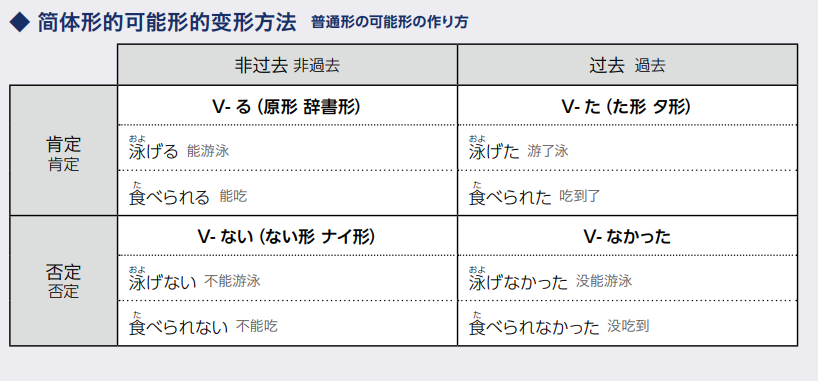 ◆ 简体形的可能形的变形方法 普通形の可能形の作り方
非过去 非過去 过去 過去
肯定
肯定
V- る（原形 辞書形） V- た（た形 タ形）
およ およ
泳げる 能游泳 泳げた 游了泳
た た
食べられる 能吃 食べられた 吃到了
否定
否定
V- ない（ない形 ナイ形） V- なかった
およ およ
泳げない 不能游泳 泳げなかった 没能游泳
た た
食べられない 不能吃 食べられなかった 没吃到